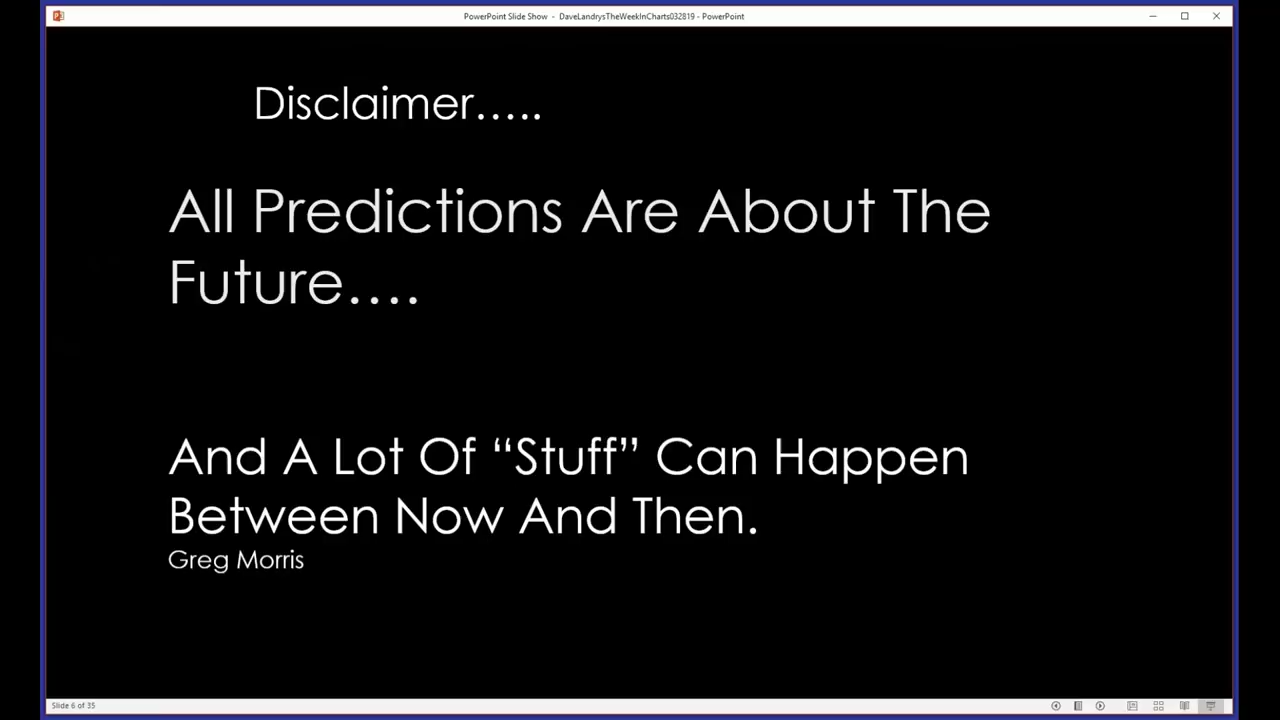 PowerPoint Slide Show - DaveLandrysTheWeekInCharts032819 - PowerPoint
Disclaimer…..
All Predictions Are About The
Future….
And A Lot Of “Stuff” Can Happen
Between Now And Then.
Greg Morris
Slide 6 of 35